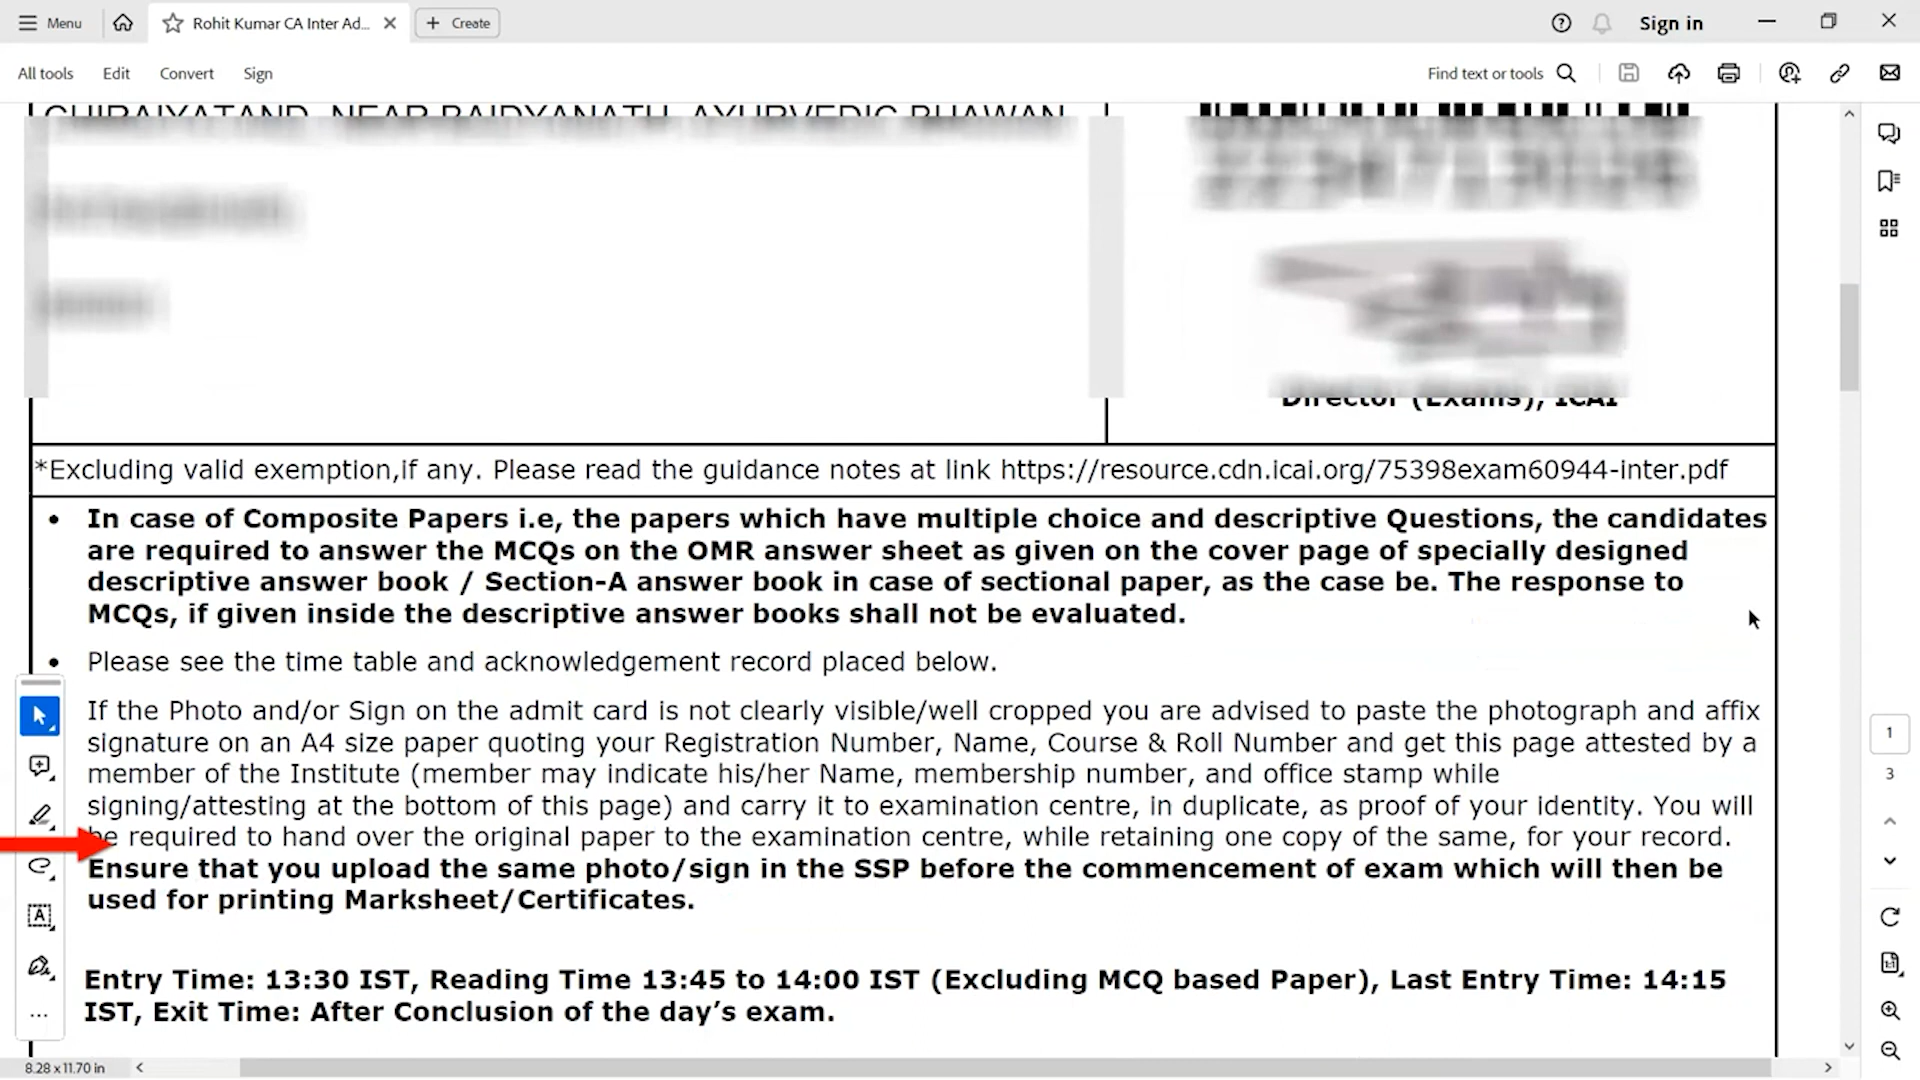 Menu
Rohit Kumar CA Inter Ad...
Create
Sign in
All tools
Edit
Convert
Sign
Find text or tools
CHIRAIYATAND, NEAR BAIDYANATH, AYURVEDIC BHAWAN
Director (Exams), ICAI
*Excluding valid exemption,if any. Please read the guidance notes at link https://resource.cdn.icai.org/75398exam60944-inter.pdf
• In case of Composite Papers i.e, the papers which have multiple choice and descriptive Questions, the candidates
are required to answer the MCQs on the OMR answer sheet as given on the cover page of specially designed
descriptive answer book / Section-A answer book in case of sectional paper, as the case be. The response to
MCQs, if given inside the descriptive answer books shall not be evaluated.
• Please see the time table and acknowledgement record placed below.
If the Photo and/or Sign on the admit card is not clearly visible/well cropped you are advised to paste the photograph and affix
signature on an A4 size paper quoting your Registration Number, Name, Course & Roll Number and get this page attested by a
member of the Institute (member may indicate his/her Name, membership number, and office stamp while
signing/attesting at the bottom of this page) and carry it to examination centre, in duplicate, as proof of your identity. You will
be required to hand over the original paper to the examination centre, while retaining one copy of the same, for your record.
Ensure that you upload the same photo/sign in the SSP before the commencement of exam which will then be
used for printing Marksheet/Certificates.
Entry Time: 13:30 IST, Reading Time 13:45 to 14:00 IST (Excluding MCQ based Paper), Last Entry Time: 14:15
IST, Exit Time: After Conclusion of the day’s exam.
1
3
8.28 x 11.70 in